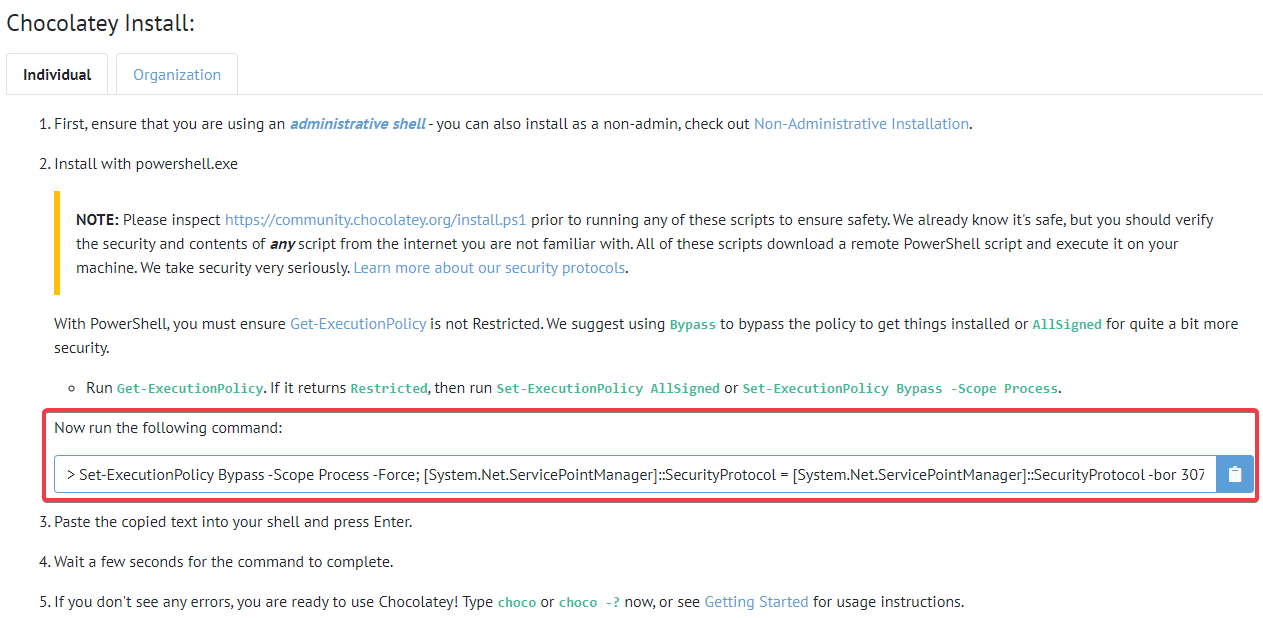 Chocolatey Install:
Individual
Organization
1. First, ensure that you are using an administrative shell - you can also install as a non-admin, check out Non-Administrative Installation.
2. Install with powershell.exe
NOTE: Please inspect https://community.chocolatey.org/install.ps1 prior to running any of these scripts to ensure safety. We already know it's safe, but you should verify
the security and contents of any script from the internet you are not familiar with. All of these scripts download a remote PowerShell script and execute it on your
machine. We take security very seriously. Learn more about our security protocols.
With PowerShell, you must ensure Get-ExecutionPolicy is not Restricted. We suggest using Bypass to bypass the policy to get things installed or AllSigned for quite a bit more
security.
Run Get-ExecutionPolicy. If it returns Restricted, then run Set-ExecutionPolicy AllSigned or Set-ExecutionPolicy Bypass -Scope Process.
Now run the following command:
> Set-ExecutionPolicy Bypass -Scope Process -Force; [System.Net.ServicePointManager]::SecurityProtocol = [System.Net.ServicePointManager]::SecurityProtocol -bor 307
3. Paste the copied text into your shell and press Enter.
4. Wait a few seconds for the command to complete.
5. If you don't see any errors, you are ready to use Chocolatey! Type choco or choco -? now, or see Getting Started for usage instructions.